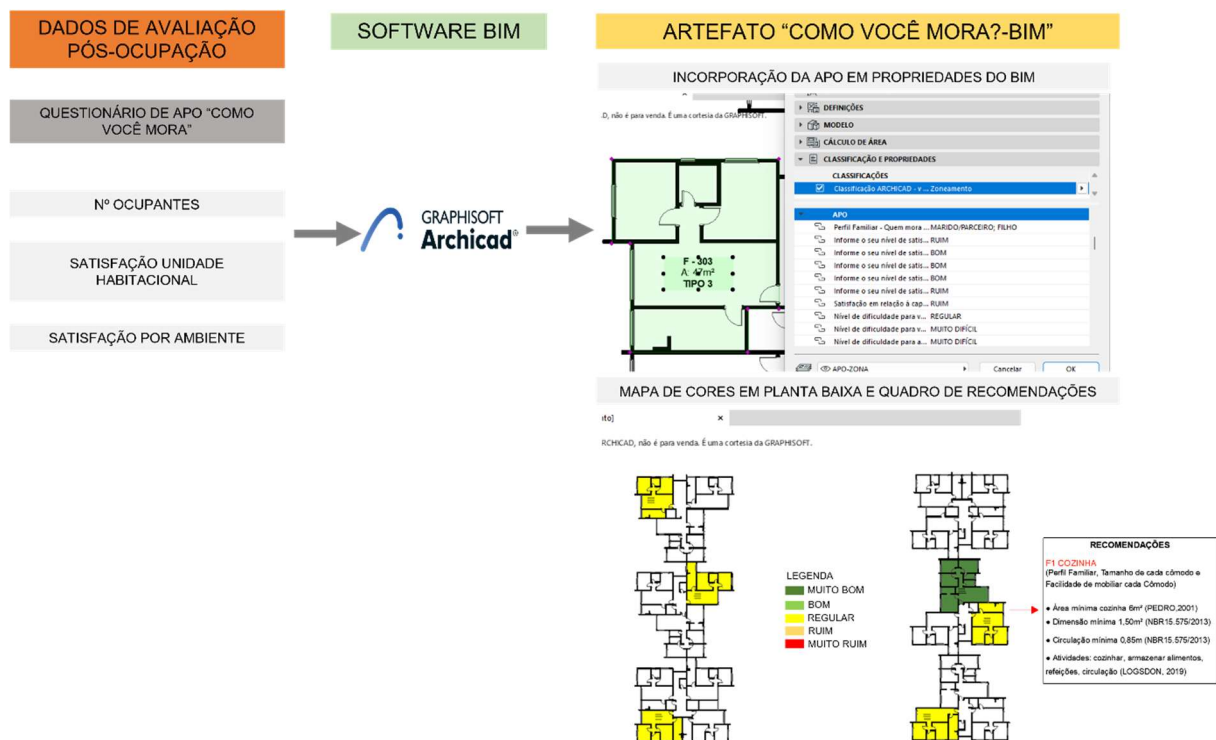 DADOS DE AVALIAÇÃO
PÓS-OCUPAÇÃO
SOFTWARE BIM
ARTEFATO “COMO VOCÊ MORA?-BIM”
QUESTIONÁRIO DE APO “COMO
VOCÊ MORA”
Nº OCUPANTES
SATISFAÇÃO UNIDADE
HABITACIONAL
SATISFAÇÃO POR AMBIENTE
GRAPHISOFT
Archicad®
INCORPORAÇÃO DA APO EM PROPRIEDADES DO BIM
D, não é para venda. É uma cortesia da GRAPHISOFT.
F - 303
A: 47m²
TIPO 3
DEFINIÇÕES
MODELO
CÁLCULO DE ÁREA
CLASSIFICAÇÃO E PROPRIEDADES
CLASSIFICAÇÕES
Classificação ARCHICAD - v ... Zoneamento
APO
Perfil Familiar - Quem mora ... MARIDO/PARCEIRO; FILHO
Informe o seu nível de satis... RUIM
Informe o seu nível de satis... BOM
Informe o seu nível de satis... BOM
Informe o seu nível de satis... BOM
Informe o seu nível de satis... RUIM
Satisfação em relação à cap... RUIM
Nível de dificuldade para v... REGULAR
Nível de dificuldade para v... MUITO DIFÍCIL
Nível de dificuldade para a... MUITO DIFÍCIL
APO-ZONA
Cancelar
OK
MAPA DE CORES EM PLANTA BAIXA E QUADRO DE RECOMENDAÇÕES
ito]
RCHICAD, não é para venda. É uma cortesia da GRAPHISOFT.
LEGENDA
MUITO BOM
BOM
REGULAR
RUIM
MUITO RUIM
RECOMENDAÇÕES
F1 COZINHA
(Perfil Familiar, Tamanho de cada cômodo e
Facilidade de mobiliar cada Cômodo)
• Área mínima cozinha 6m² (PEDRO,2001)
• Dimensão mínima 1,50m² (NBR15.575/2013)
• Circulação mínima 0,85m (NBR15.575/2013)
• Atividades: cozinhar, armazenar alimentos,
refeições, circulação (LOGSDON, 2019)